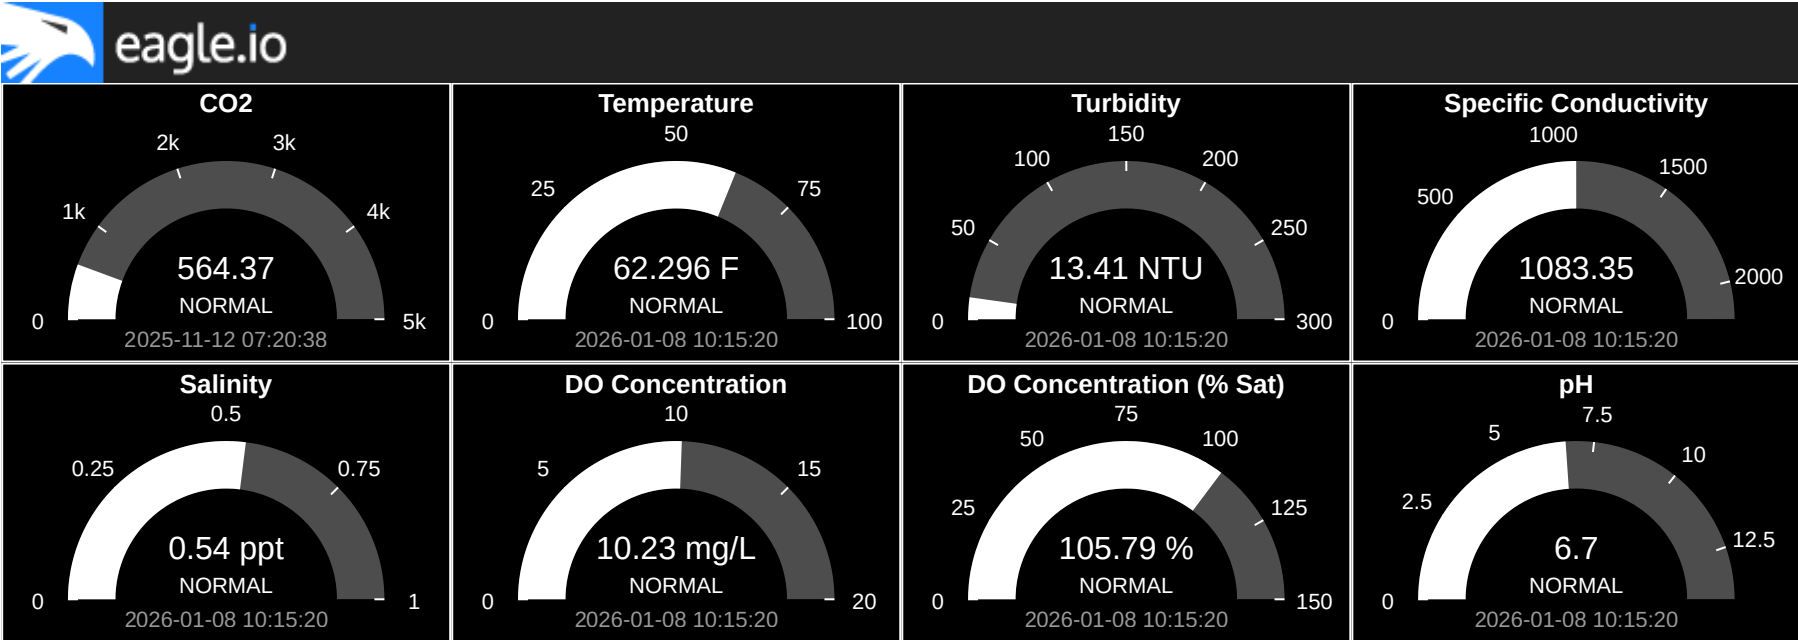 eagle.io
CO2
2k
3k
1k
4k
564.37
NORMAL
0
5k
2025-11-12 07:20:38
Temperature
50
25
75
62.296 F
NORMAL
0
100
2026-01-08 10:15:20
Turbidity
150
100
200
50
250
13.41 NTU
NORMAL
0
300
2026-01-08 10:15:20
Specific Conductivity
1000
1500
500
1083.35
2000
NORMAL
0
2026-01-08 10:15:20
Salinity
0.5
0.25
0.75
0.54 ppt
NORMAL
0
1
2026-01-08 10:15:20
DO Concentration
10
5
15
10.23 mg/L
NORMAL
0
20
2026-01-08 10:15:20
DO Concentration (% Sat)
75
50
100
25
125
105.79 %
NORMAL
0
150
2026-01-08 10:15:20
pH
7.5
5
10
2.5
12.5
6.7
NORMAL
0
2026-01-08 10:15:20